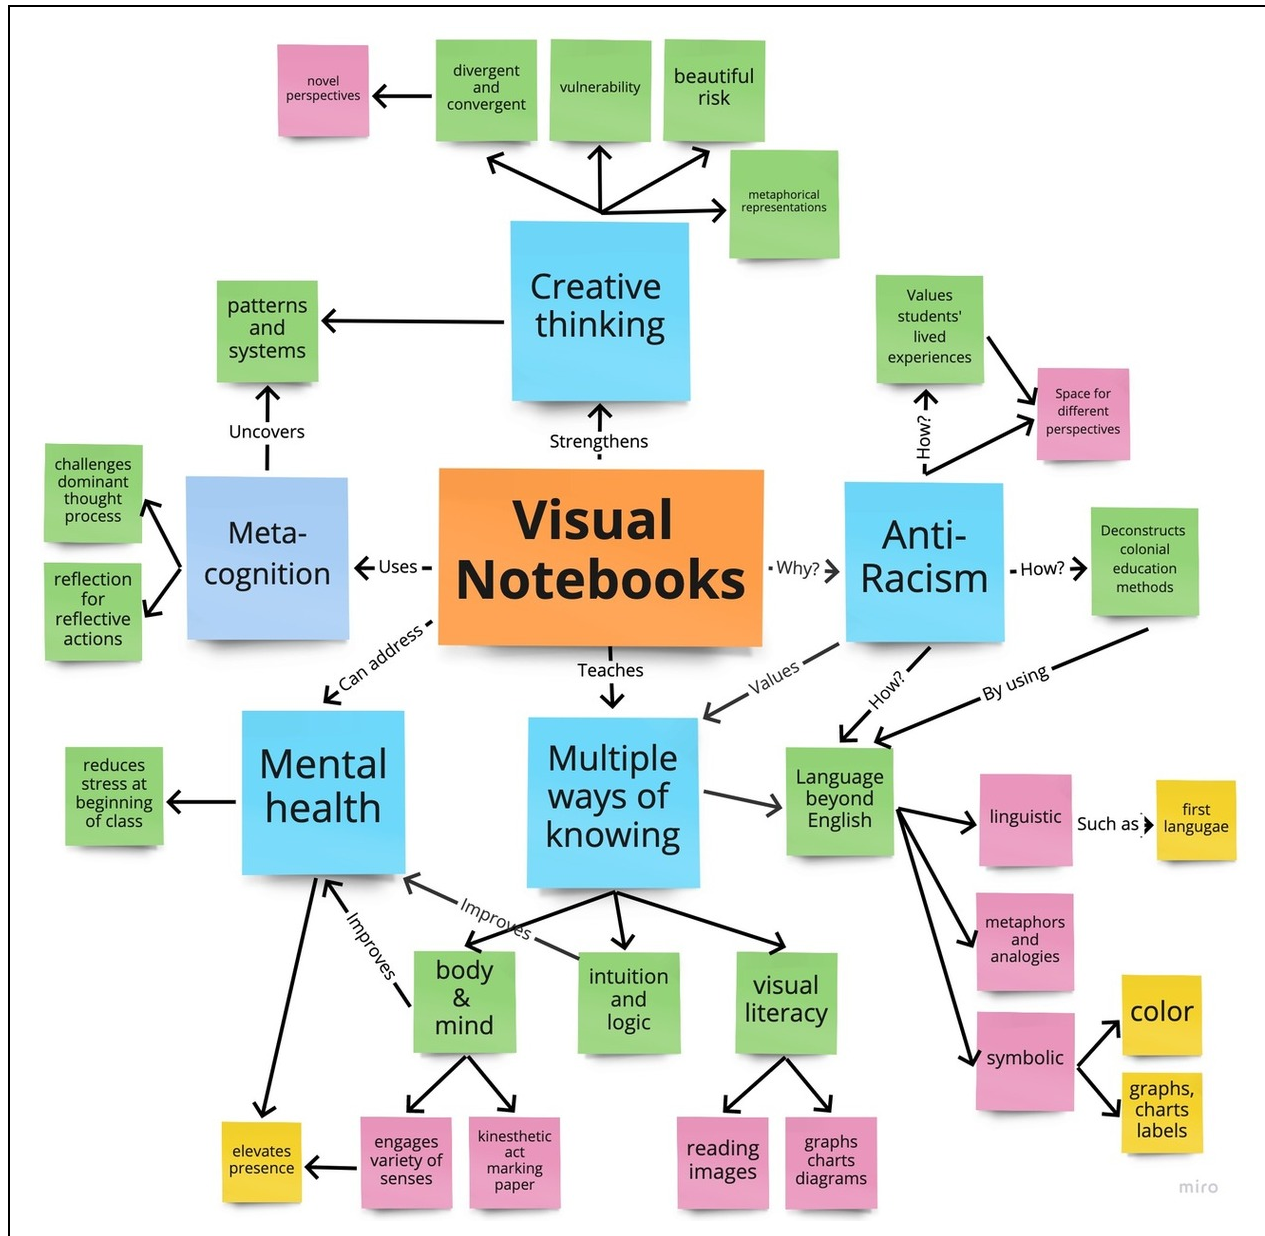 novel
perspectives
divergent
and
convergent
vulnerability
beautiful
risk
metaphorical
representations
Creative
thinking
patterns
and
systems
Values
students'
lived
experiences
Space for
different
perspectives
Uncovers
Strengthens
How?
challenges
dominant
thought
process
reflection
for
reflective
actions
Meta-
cognition
Uses
Visual
Notebooks
Why?
Anti-
Racism
How?
Deconstructs
colonial
education
methods
Can address
Teaches
Values
How?
By using
reduces
stress at
beginning
of class
Mental
health
Multiple
ways of
knowing
Language
beyond
English
linguistic
Such as
first
langugae
metaphors
and
analogies
symbolic
color
graphs,
charts
labels
Improves
Improves
body
&
mind
intuition
and
logic
visual
literacy
elevates
presence
engages
variety of
senses
kinesthetic
act
marking
paper
reading
images
graphs
charts
diagrams
miro